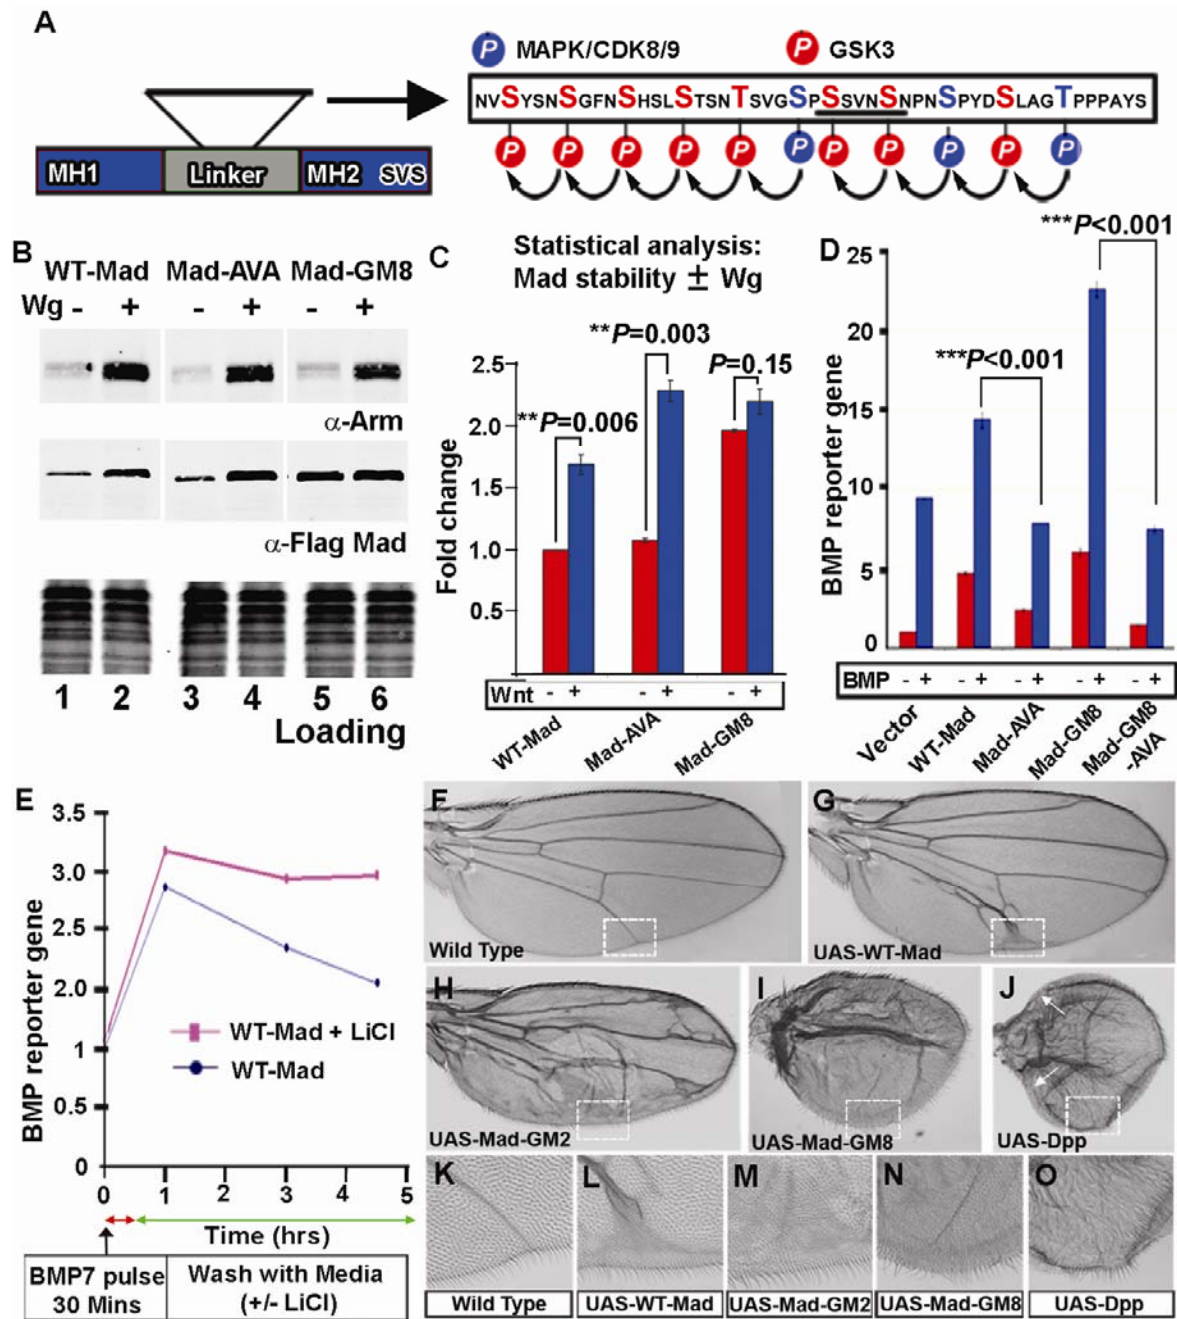 A
P MAPK/CDK8/9 P GSK3
NVSYSNSGFNSHSLSTSNTSVGSPSSVNSNPNSPYDSLAGTPPPAYS
P P P P P P P P P P P
MH1 Linker MH2 SVS
B
WT-Mad Mad-AVA Mad-GM8
Wg - + - + - +
α-Arm
α-Flag Mad
1 2 3 4 5 6
Loading
C
Statistical analysis:
Mad stability ± Wg
**P=0.006
**P=0.003
P=0.15
Fold change
2.5
2.0
1.5
1.0
0.5
Wnt - + - + - +
WT-Mad
Mad-AVA
Mad-GM8
D
***P<0.001
***P<0.001
BMP reporter gene
25
20
15
10
5
0
BMP - + - + - + - + - +
Vector
WT-Mad
Mad-AVA
Mad-GM8
Mad-GM8
-AVA
E
BMP reporter gene
3.5
3.0
2.5
2.0
1
0.5
0
WT-Mad + LiCl
WT-Mad
0 1 2 3 4 5
Time (hrs)
BMP7 pulse
30 Mins
Wash with Media
(+/- LiCl)
F
Wild Type
G
UAS-WT-Mad
H
UAS-Mad-GM2
I
UAS-Mad-GM8
J
UAS-Dpp
K
Wild Type
L
UAS-WT-Mad
M
UAS-Mad-GM2
N
UAS-Mad-GM8
O
UAS-Dpp